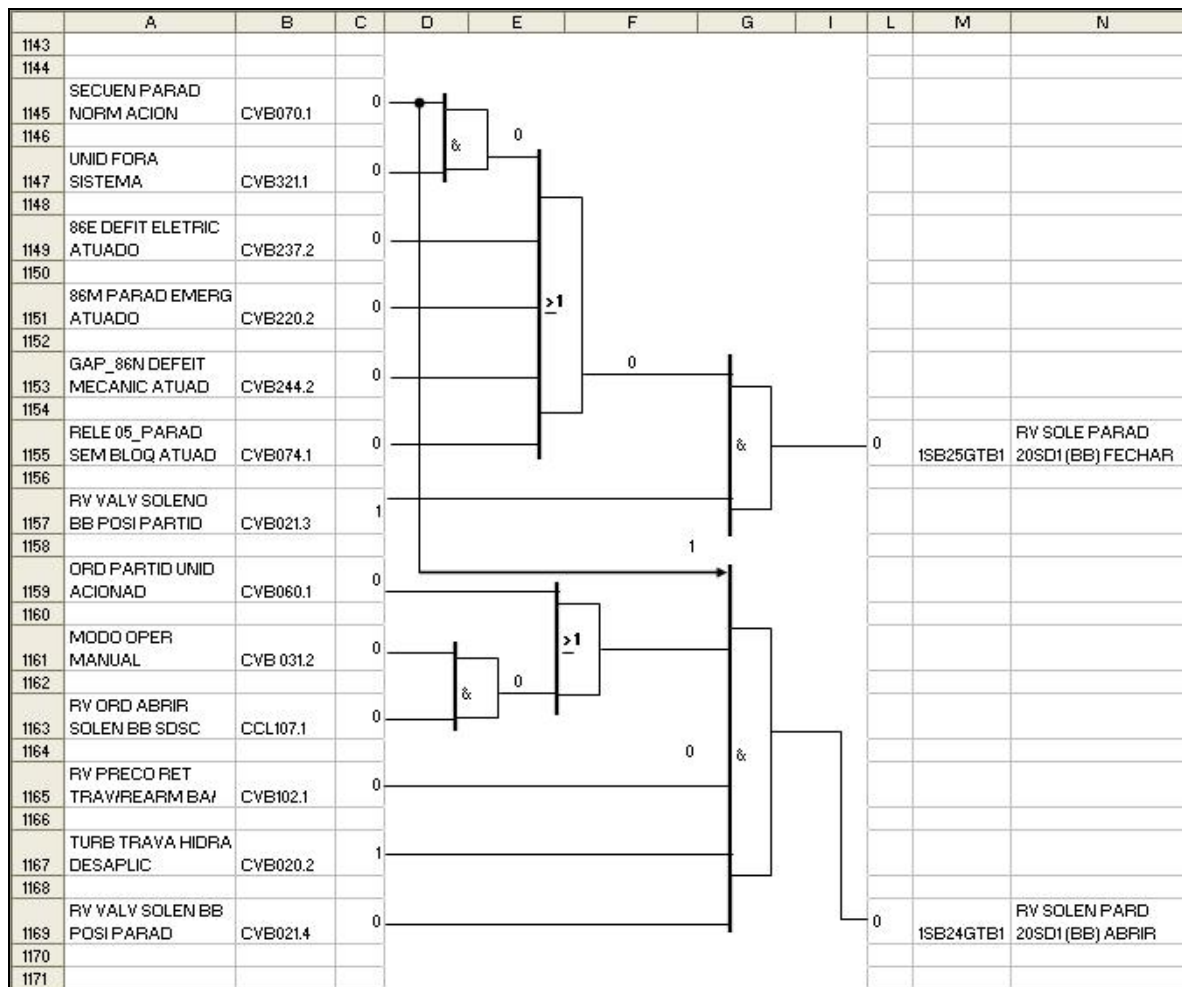 A B C D E F G I L M N
1143
1144
SECUEN PARAD
1145 NORM ACION CVB070.1 0
1146 0
&
UNID FORA
1147 SISTEMA CVB321.1 0
1148
86E DEFIT ELETRIC
1149 ATUADO CVB237.2 0
1150
86M PARAD EMERG
1151 ATUADO CVB220.2 0 >1
1152
GAP_86N DEFEIT
1153 MECANIC ATUAD CVB244.2 0 0
1154
RELE 05_PARAD RV SOLE PARAD
1155 SEM BLOQ ATUAD CVB074.1 0 & 0 1SB25GTB1 20SD1(BB) FECHAR
1156
RV VALV SOLENO
1157 BB POSI PARTID CVB021.3 1
1158 1
ORD PARTID UNID
1159 ACIONAD CVB060.1 0
1160
MODO OPER
1161 MANUAL CVB 031.2 0 >1
1162 & 0
RV ORD ABRIR
1163 SOLEN BB SDSC CCL107.1 0
1164 0 &
RV PRECO RET
1165 TRAV/REARM BA/ CVB102.1 0
1166
TURB TRAVA HIDRA
1167 DESAPLIC CVB020.2 1
1168
RV VALV SOLEN BB RV SOLEN PARD
1169 POSI PARAD CVB021.4 0 0 1SB24GTB1 20SD1(BB) ABRIR
1170
1171